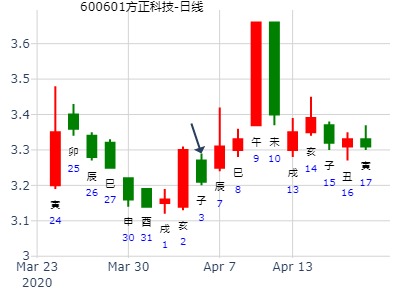 600601方正科技-日线
3.6
3.5
3.4
3.3
3.2
3.1
3
寅
24
卯
25
辰
26
巳
27
申
30
酉
31
戌
1
亥
2
子
3
辰
7
巳
8
午
9
未
10
戌
13
亥
14
子
15
丑
16
寅
17
Mar 23
2020
Mar 30
Apr 7
Apr 13